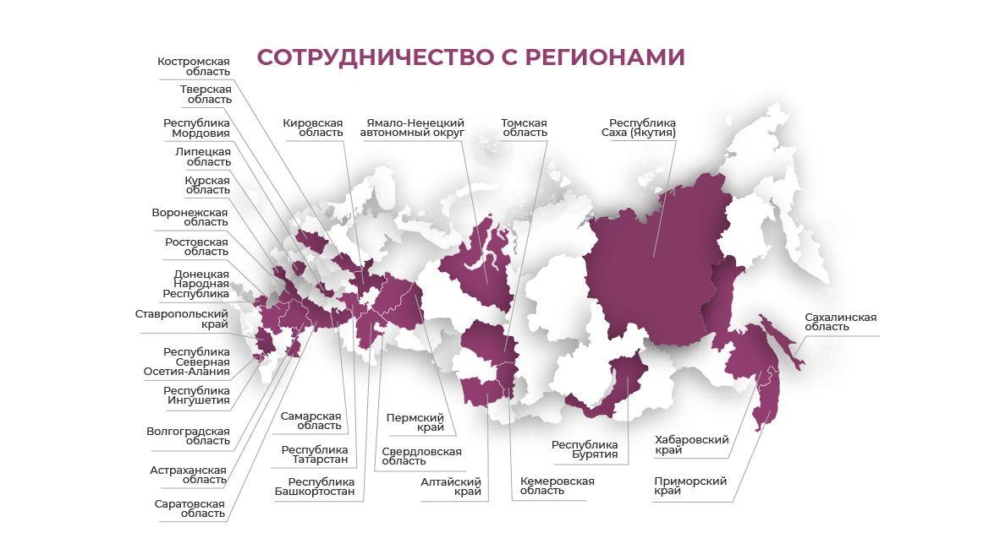 СОТРУДНИЧЕСТВО С РЕГИОНАМИ
Костромская
область
Тверская
область
Республика
Мордовия
Липецкая
область
Курская
область
Воронежская
область
Ростовская
область
Донецкая
Народная
Республика
Ставропольский
край
Республика
Северная
Осетия-Алания
Республика
Ингушетия
Волгоградская
область
Астраханская
область
Саратовская
область
Кировская
область
Ямало-Ненецкий
автономный округ
Томская
область
Республика
Саха (Якутия)
Сахалинская
область
Самарская
область
Республика
Татарстан
Республика
Башкортостан
Пермский
край
Свердловская
область
Алтайский
край
Кемеровская
область
Республика
Бурятия
Хабаровский
край
Приморский
край